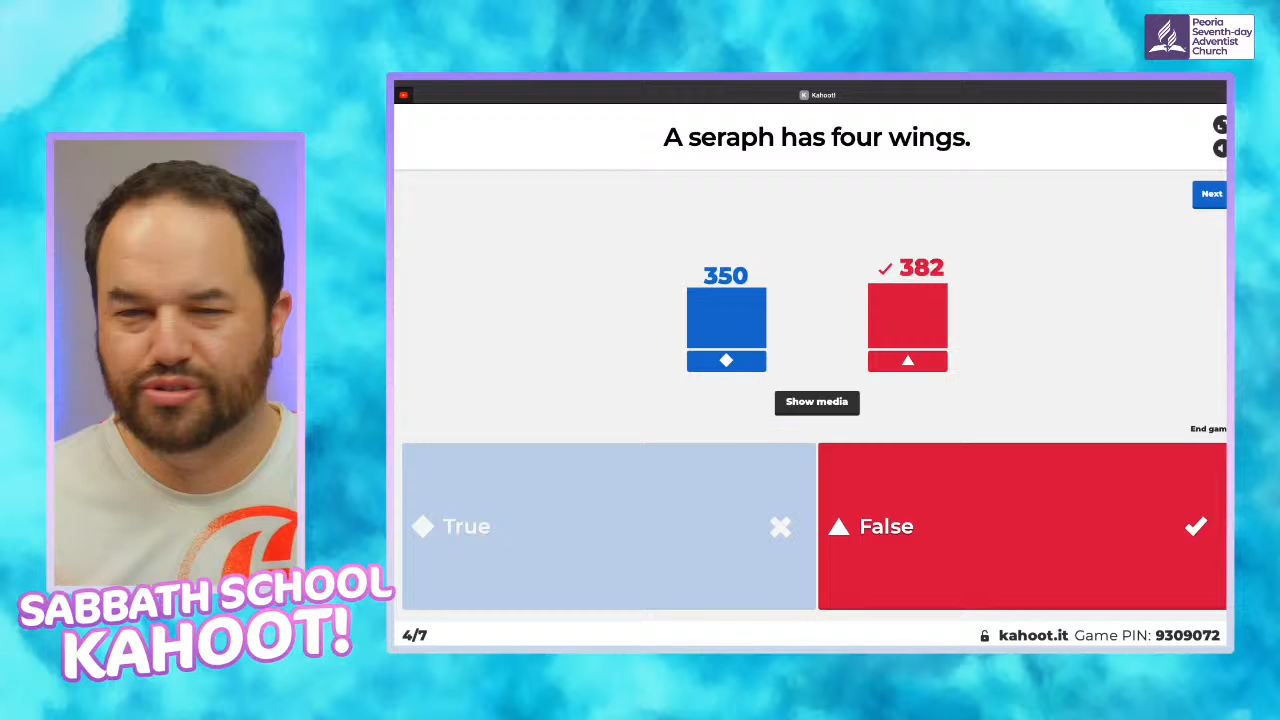 Peoria
Seventh-day
Adventist
Church
Kahoot!
A seraph has four wings.
Next
350
382
Show media
End gam
True
False
SABBATH SCHOOL
KAHOOT!
4/7
kahoot.it Game PIN: 9309072